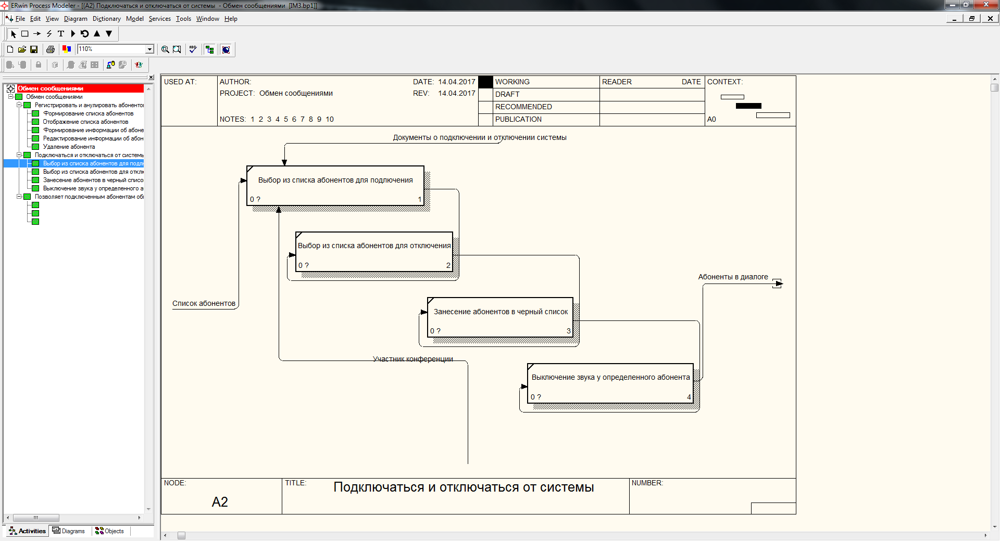 ERwin Process Modeler - [(A2) Подключаться и отключаться от системы - Обмен сообщениями [IM3.bp1]]
File Edit View Diagram Dictionary Model Services Tools Window Help
110%
Обмен сообщениями
Обмен сообщениями
Регистрировать и анулировать абоненто
Формирование списка абонентов
Отображение списка абонентов
Формирование информации об абоне
Редактирование информации об абон
Удаление абонента
Подключаться и отключаться от системы
Выбор из списка абонентов для подлю
Выбор из списка абонентов для отклю
Занесение абонентов в черный списо
Выключение звука у определенного а
Позволяет подключенным абонентам об
Activities Diagrams Objects
USED AT:
AUTHOR: DATE: 14.04.2017
PROJECT: Обмен сообщениями REV: 14.04.2017
NOTES: 1 2 3 4 5 6 7 8 9 10
WORKING
DRAFT
RECOMMENDED
PUBLICATION
READER DATE
CONTEXT:
A0
Документы о подключении и отключении системы
Выбор из списка абонентов для подлючения
0 ? 1
Выбор из списка абонентов для отключения
0 ? 2
Абоненты в диалоге
Список абонентов
Занесение абонентов в черный список
0 ? 3
Участник конференции
Выключение звука у определенного абонента
0 ? 4
NODE:
A2
TITLE:
Подключаться и отключаться от системы
NUMBER: